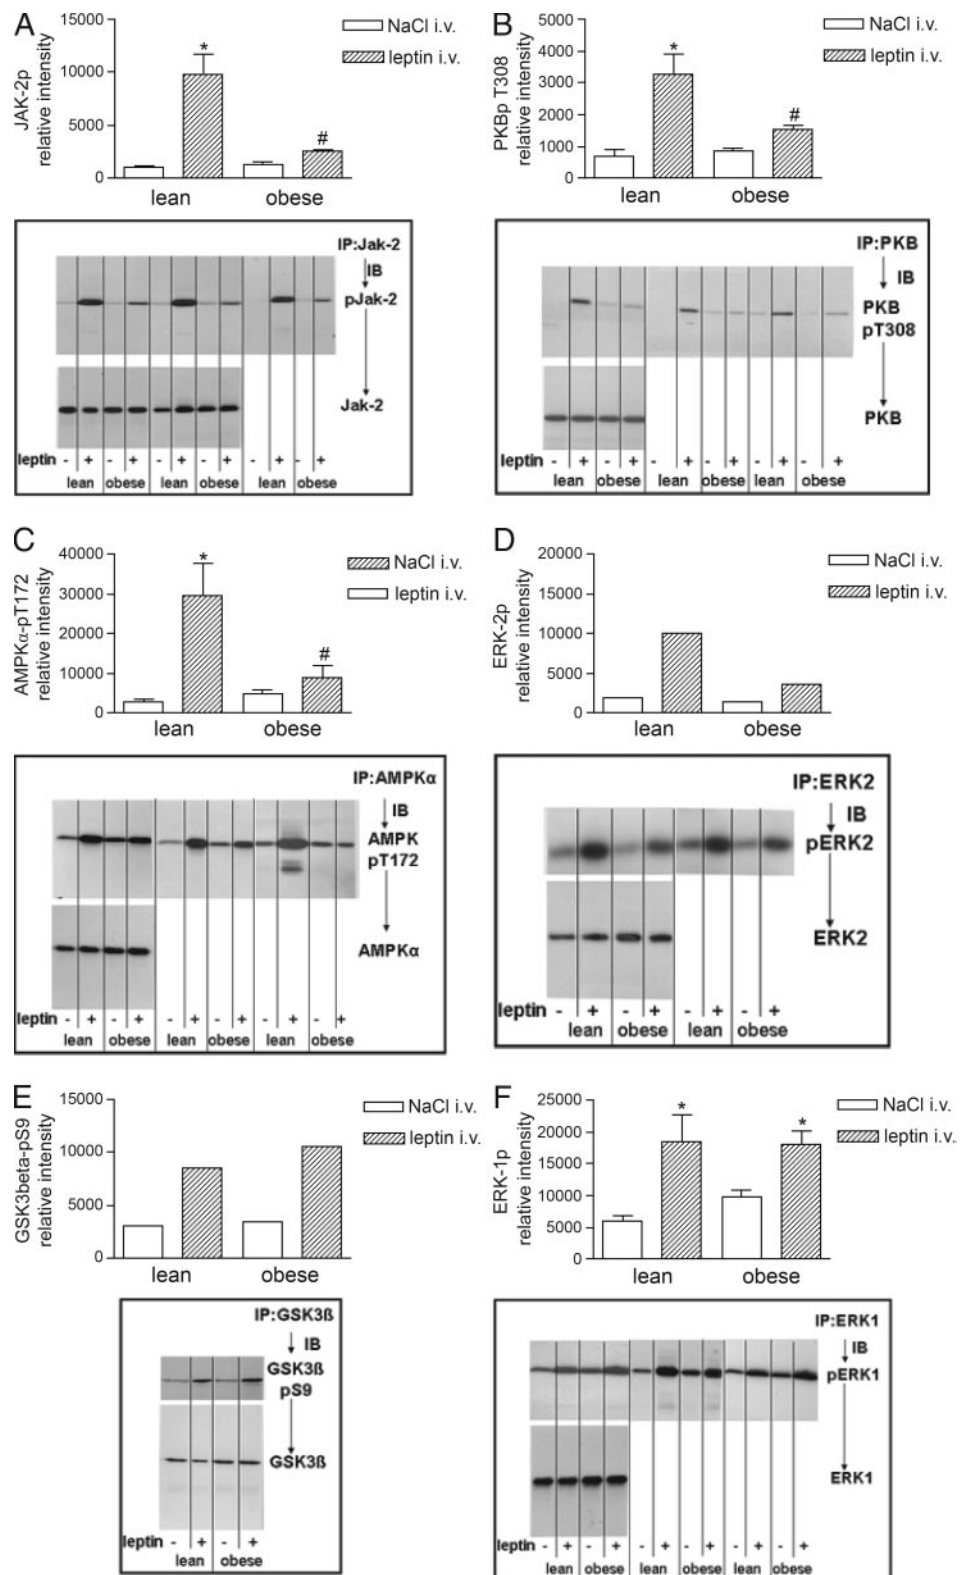 A
JAK-2p
relative intensity
15000
10000
5000
0
*
#
NaCl i.v.
leptin i.v.
lean obese
IP:Jak-2
IB
pJak-2
Jak-2
leptin - + - + - + - + - + - +
lean obese lean obese lean obese
B
PKBp T308
relative intensity
5000
4000
3000
2000
1000
0
*
#
NaCl i.v.
leptin i.v.
lean obese
IP:PKB
IB
PKB
pT308
PKB
leptin - + - + - + - + - + - +
lean obese lean obese lean obese
C
AMPKα-pT172
relative intensity
40000
30000
20000
10000
0
*
#
NaCl i.v.
leptin i.v.
lean obese
IP:AMPKα
IB
AMPK
pT172
AMPKα
leptin - + - + - + - + - + - +
lean obese lean obese lean obese
D
ERK-2p
relative intensity
20000
15000
10000
5000
0
NaCl i.v.
leptin i.v.
lean obese
IP:ERK2
IB
pERK2
ERK2
leptin - + - + - + - +
lean obese lean obese
E
GSK3beta-pS9
relative intensity
15000
10000
5000
0
NaCl i.v.
leptin i.v.
lean obese
IP:GSK3ß
IB
GSK3ß
pS9
GSK3ß
leptin - + - +
lean obese
F
ERK-1p
relative intensity
25000
20000
15000
10000
5000
0
*
*
NaCl i.v.
leptin i.v.
lean obese
IP:ERK1
IB
pERK1
ERK1
leptin - + - + - + - + - + - +
lean obese lean obese lean obese